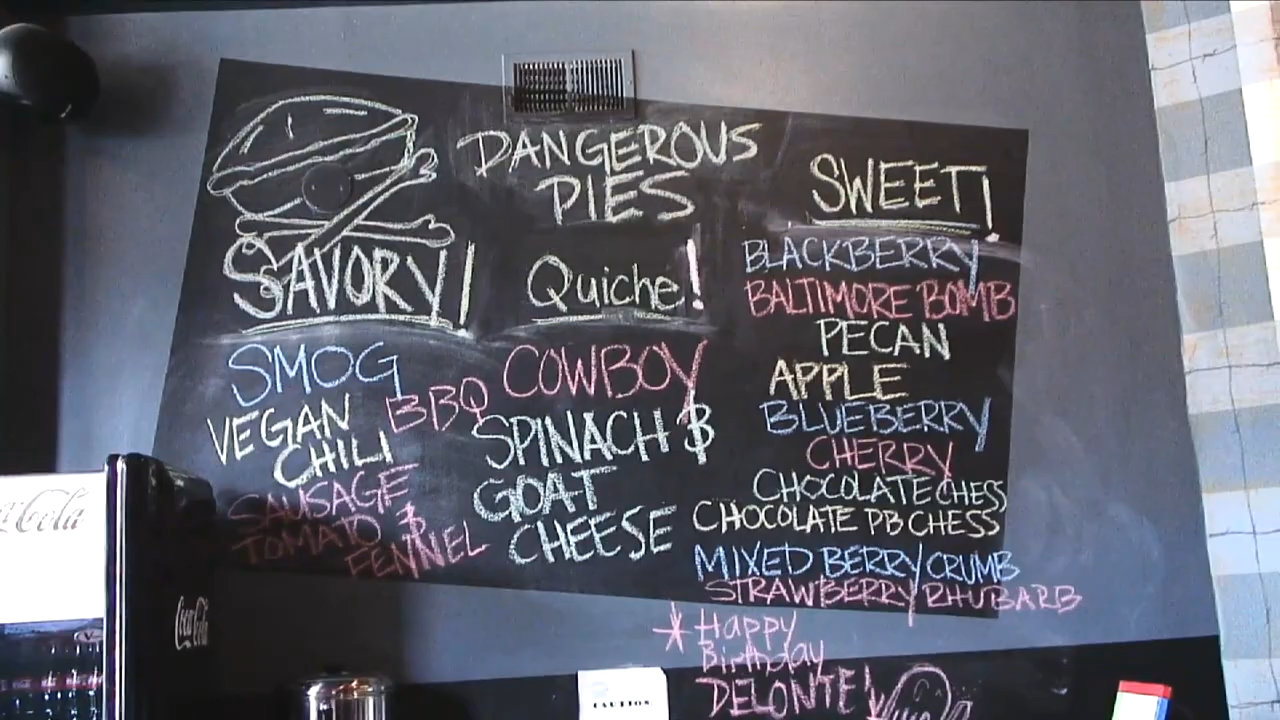 DANGEROUS
PIES
SAVORY!
SMOG
VEGAN BBQ
CHILI
SAUSAGE
TOMATO &
FENNEL
Quiche!
COWBOY
SPINACH &
GOAT
CHEESE
SWEET!
BLACKBERRY
BALTIMORE BOMB
PECAN
APPLE
BLUEBERRY
CHERRY
CHOCOLATE CHESS
CHOCOLATE PB CHESS
MIXED BERRY CRUMB
STRAWBERRY RHUBARB
* Happy
Birthday
DELONTE!
Coca-Cola
CAUTION